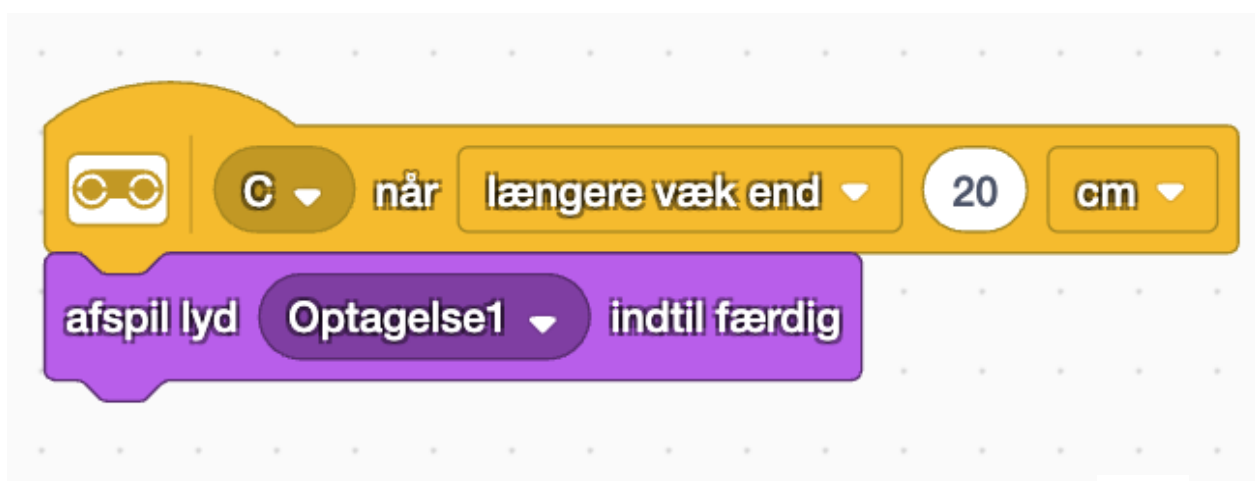 C når længere væk end 20 cm
afspil lyd Optagelse1 indtil færdig